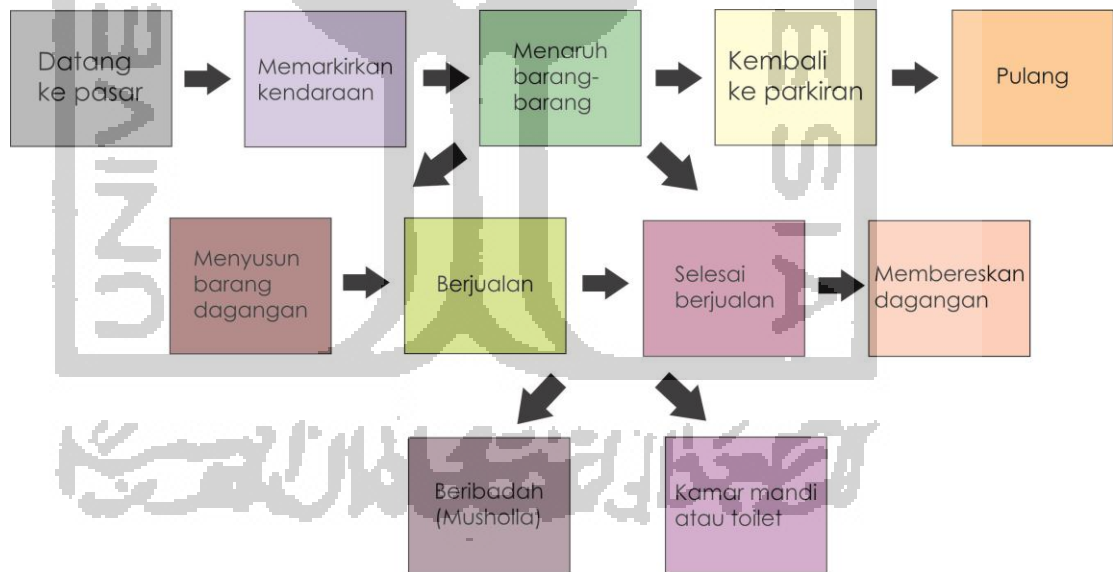 Datang
ke pasar
Memarkirkan
kendaraan
Menaruh
barang-
barang
Kembali
ke parkiran
Pulang
Menyusun
barang
dagangan
Berjualan
Selesai
berjualan
Membereskan
dagangan
Beribadah
(Musholla)
Kamar mandi
atau toilet